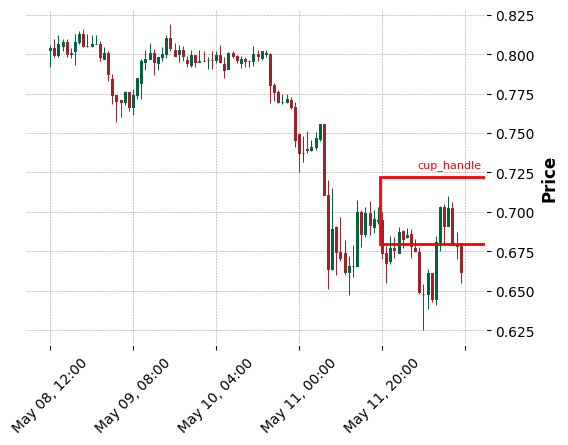 0.825
0.800
0.775
0.750
0.725
0.700
0.675
0.650
0.625
cup_handle
Price
May 08, 12:00
May 09, 08:00
May 10, 04:00
May 11, 00:00
May 11, 20:00